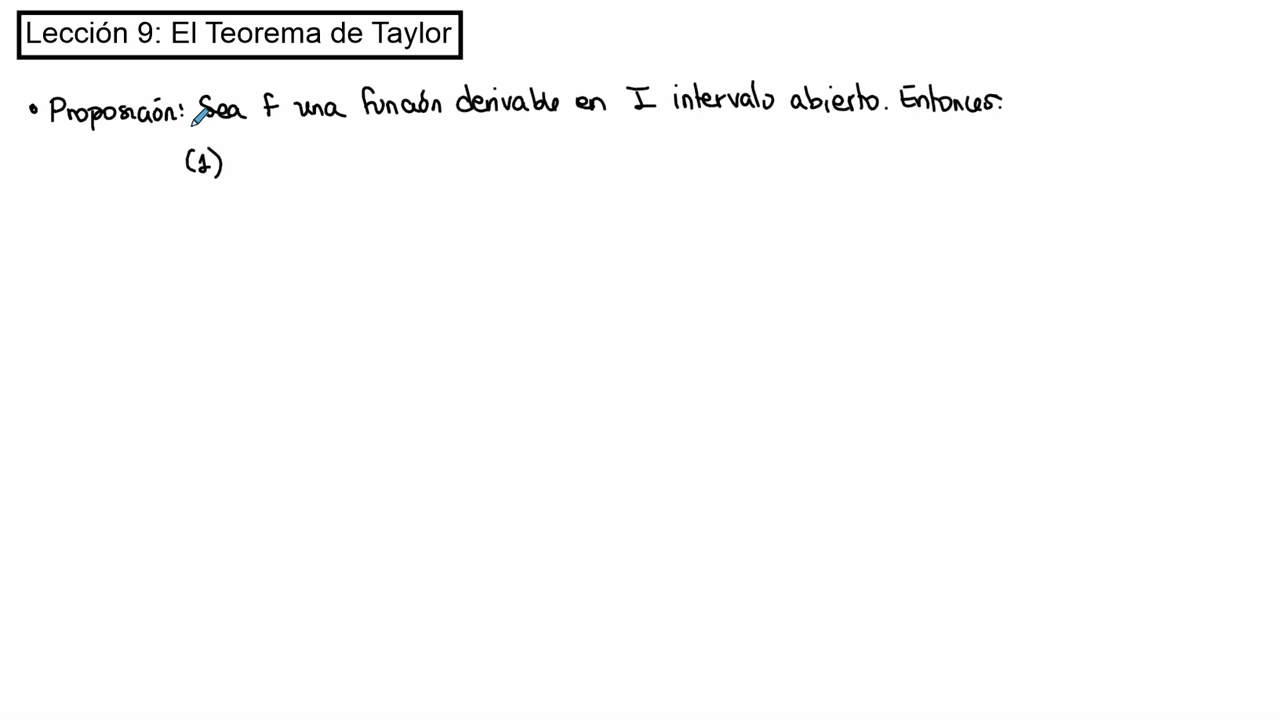 Lección 9: El Teorema de Taylor
• Proposición: Sea f una función derivable en I intervalo abierto. Entonces:
(1)